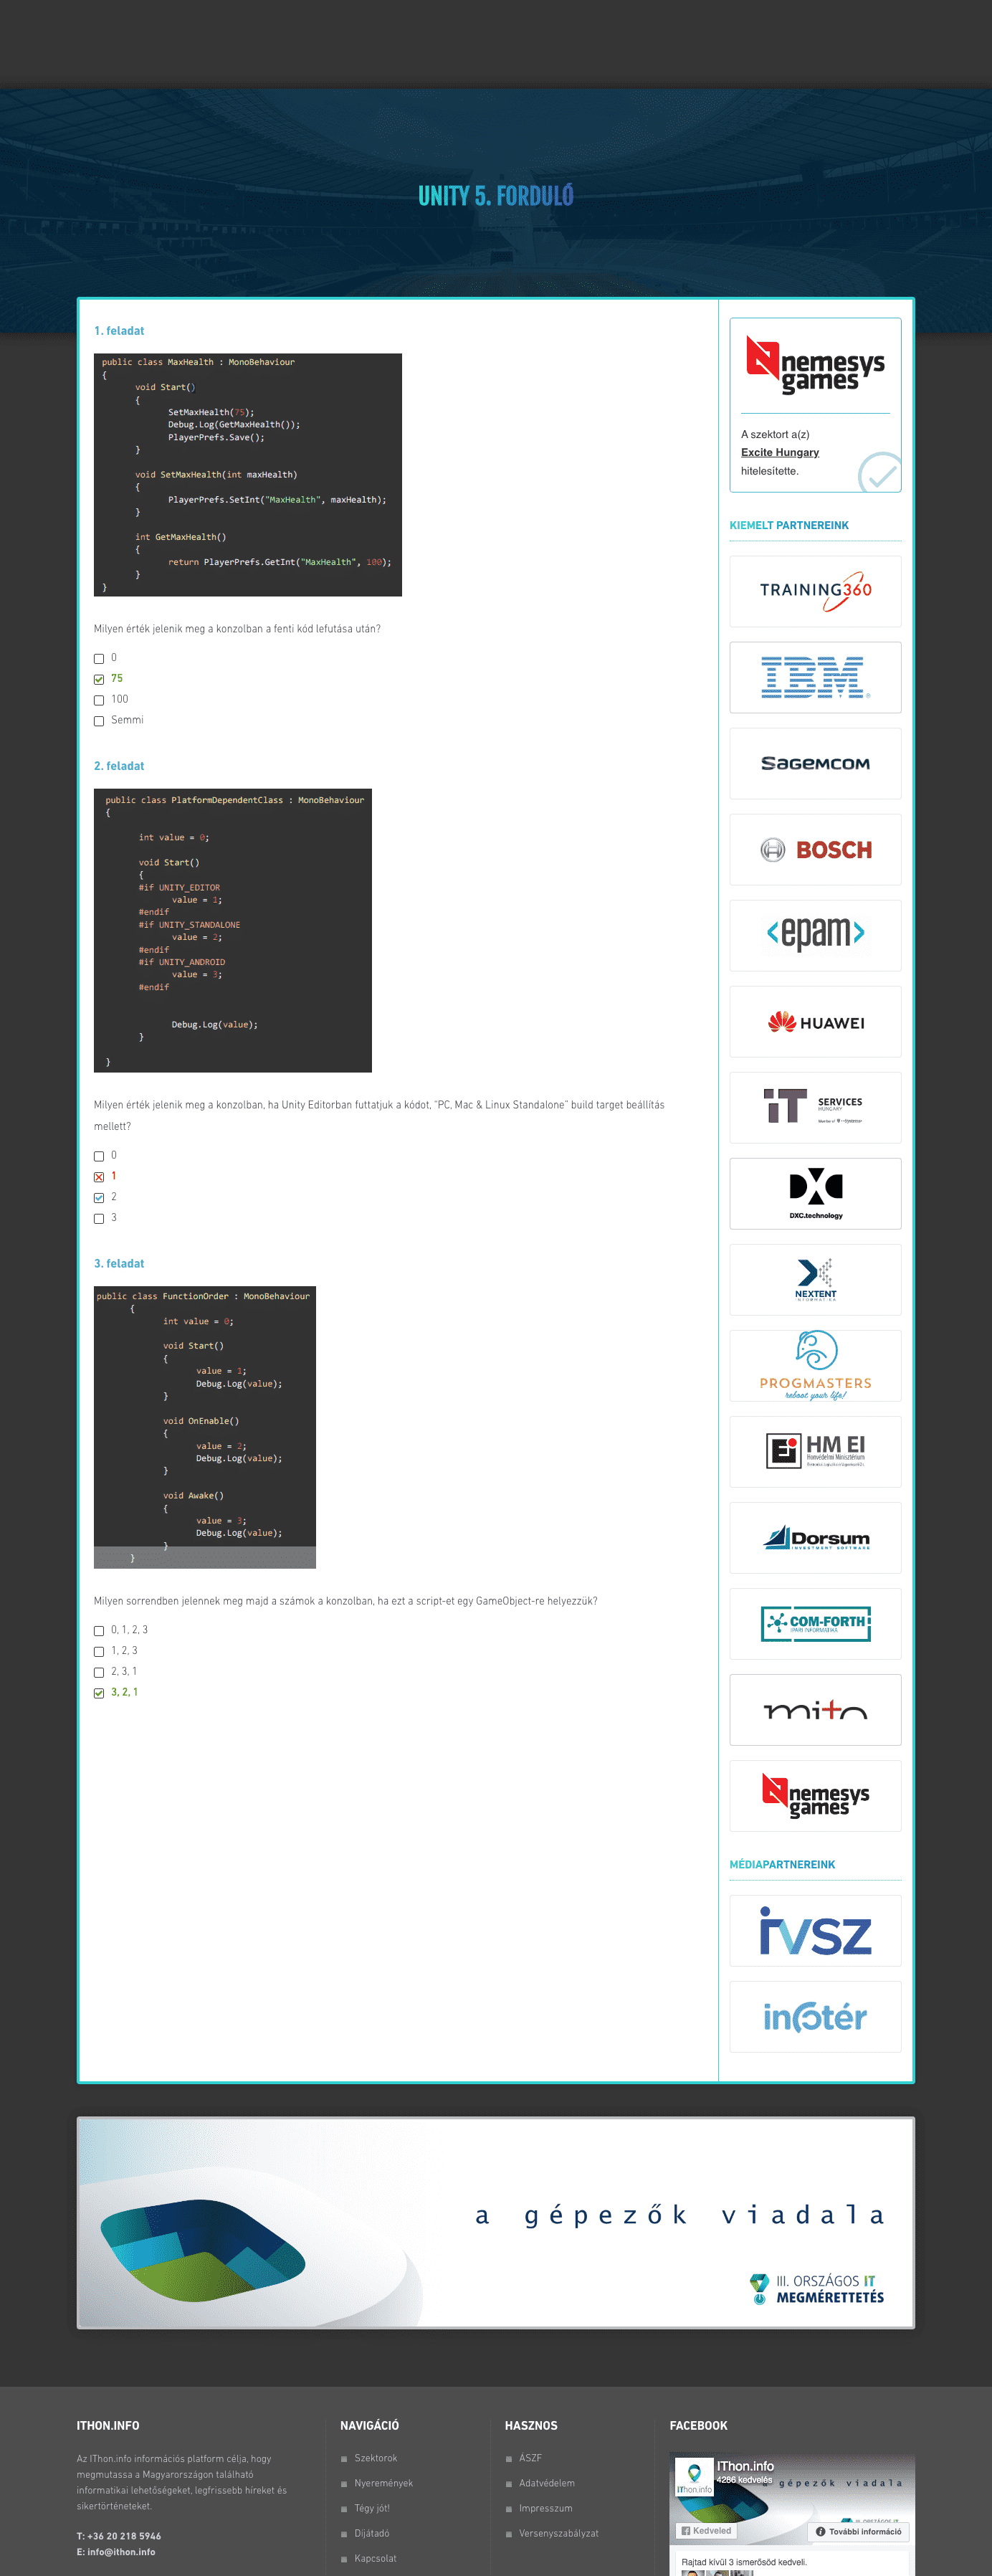 UNITY 5. FORDULÓ
1. feladat
public class MaxHealth : MonoBehaviour
{
void Start()
{
SetMaxHealth(75);
Debug.Log(GetMaxHealth());
PlayerPrefs.Save();
}
void SetMaxHealth(int maxHealth)
{
PlayerPrefs.SetInt("MaxHealth", maxHealth);
}
int GetMaxHealth()
{
return PlayerPrefs.GetInt("MaxHealth", 100);
}
}
Milyen érték jelenik meg a konzolban a fenti kód lefutása után?
0
75
100
Semmi
2. feladat
public class PlatformDependentClass : MonoBehaviour
{
int value = 0;
void Start()
{
#if UNITY_EDITOR
value = 1;
#endif
#if UNITY_STANDALONE
value = 2;
#endif
#if UNITY_ANDROID
value = 3;
#endif
Debug.Log(value);
}
}
Milyen érték jelenik meg a konzolban, ha Unity Editorban futtatjuk a kódot, "PC, Mac & Linux Standalone" build target beállítás
mellett?
0
1
2
3
3. feladat
public class FunctionOrder : MonoBehaviour
{
int value = 0;
void Start()
{
value = 1;
Debug.Log(value);
}
void OnEnable()
{
value = 2;
Debug.Log(value);
}
void Awake()
{
value = 3;
Debug.Log(value);
}
}
Milyen sorrendben jelennek meg majd a számok a konzolban, ha ezt a script-et egy GameObject-re helyezzük?
0, 1, 2, 3
1, 2, 3
2, 3, 1
3, 2, 1
nemesys
games
A szektort a(z)
Excite Hungary
hitelesítette.
KIEMELT PARTNEREINK
TRAINING360
IBM
SAGEMCOM
BOSCH
<epam>
HUAWEI
iT SERVICES
HUNGARY
DXC.technology
NEXTENT
INFORMATIKA
PROGMASTERS
reboot your life!
Ei HM EI
Honvédelmi Minisztérium
Dorsum
INVESTMENT SOFTWARE
COM-FORTH
IPARI INFORMATIKA
mito
nemesys
games
MÉDIAPARTNEREINK
IVSZ
infotér
a gépezők viadala
III. ORSZÁGOS IT
MEGMÉRETTETÉS
ITHON.INFO
Az IThon.info információs platform célja, hogy
megmutassa a Magyarországon található
informatikai lehetőségeket, legfrissebb híreket és
sikertörténeteket.
T: +36 20 218 5946
E: info@ithon.info
NAVIGÁCIÓ
Szektorok
Nyeremények
Tégy jót!
Díjátadó
Kapcsolat
HASZNOS
ÁSZF
Adatvédelem
Impresszum
Versenyszabályzat
FACEBOOK
IThon.info
IThon.info
4286 kedvelés
a gépezők viadala
Kedveled
További információ
Rajtad kívül 3 ismerősöd kedveli.